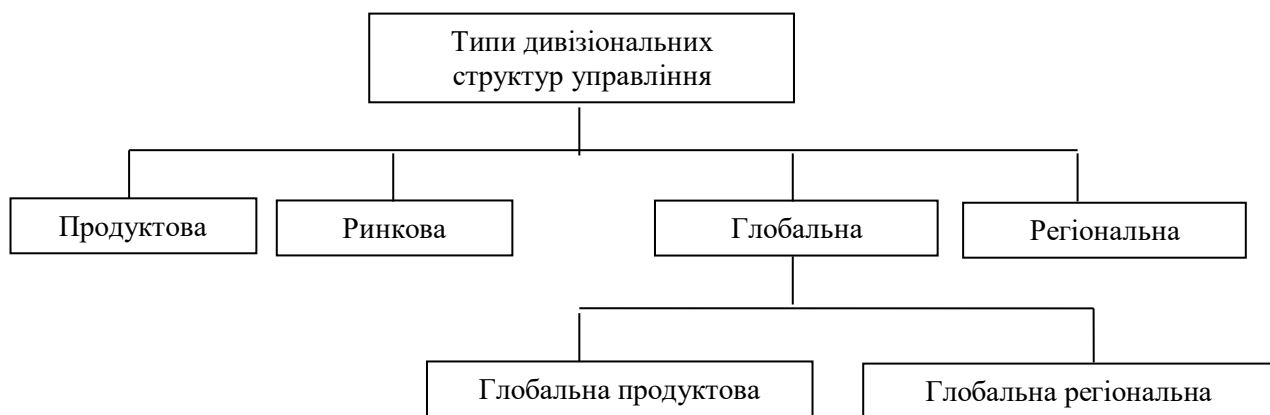 Типи дивізіональних
структур управління
Продуктова
Ринкова
Глобальна
Регіональна
Глобальна продуктова
Глобальна регіональна